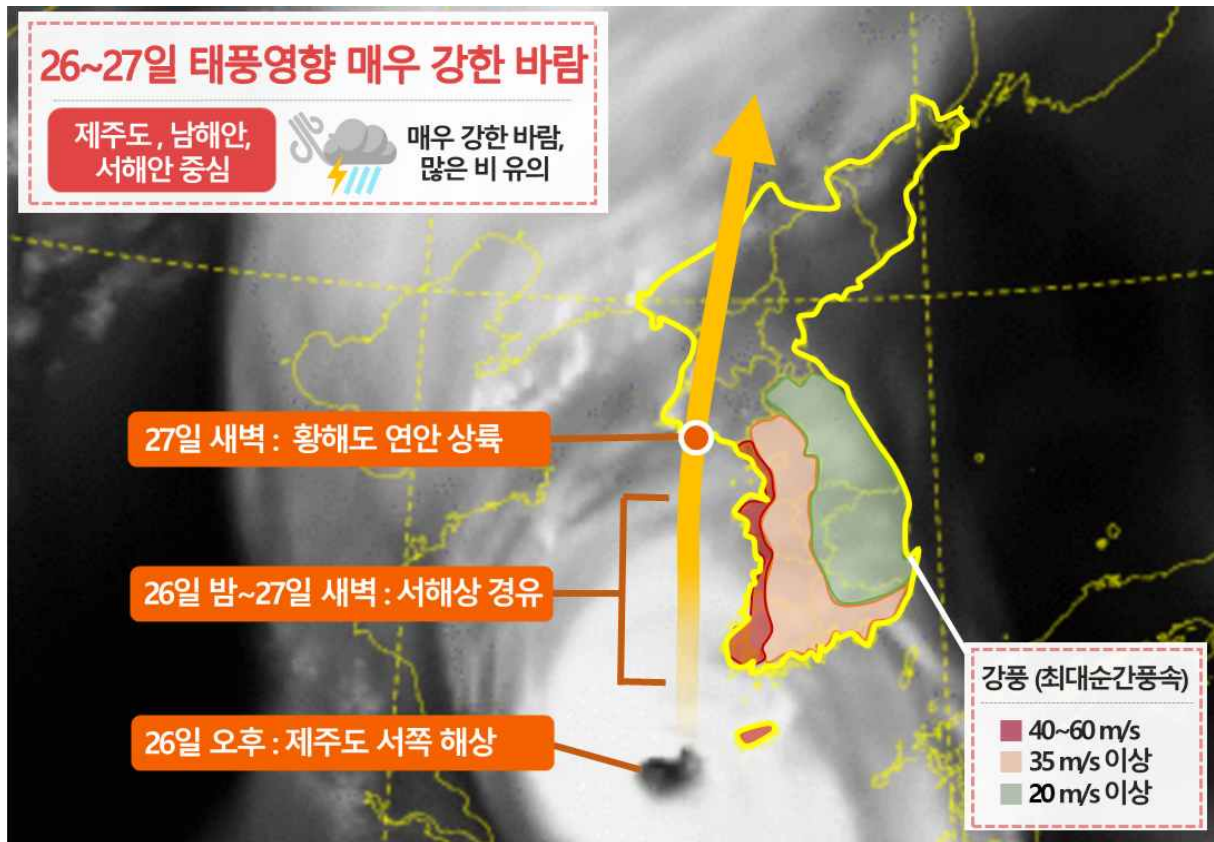 26~27일 태풍영향 매우 강한 바람
제주도 , 남해안,
서해안 중심
매우 강한 바람,
많은 비 유의
27일 새벽 : 황해도 연안 상륙
26일 밤~27일 새벽 : 서해상 경유
26일 오후 : 제주도 서쪽 해상
강풍 (최대순간풍속)
40~60 m/s
35 m/s 이상
20 m/s 이상